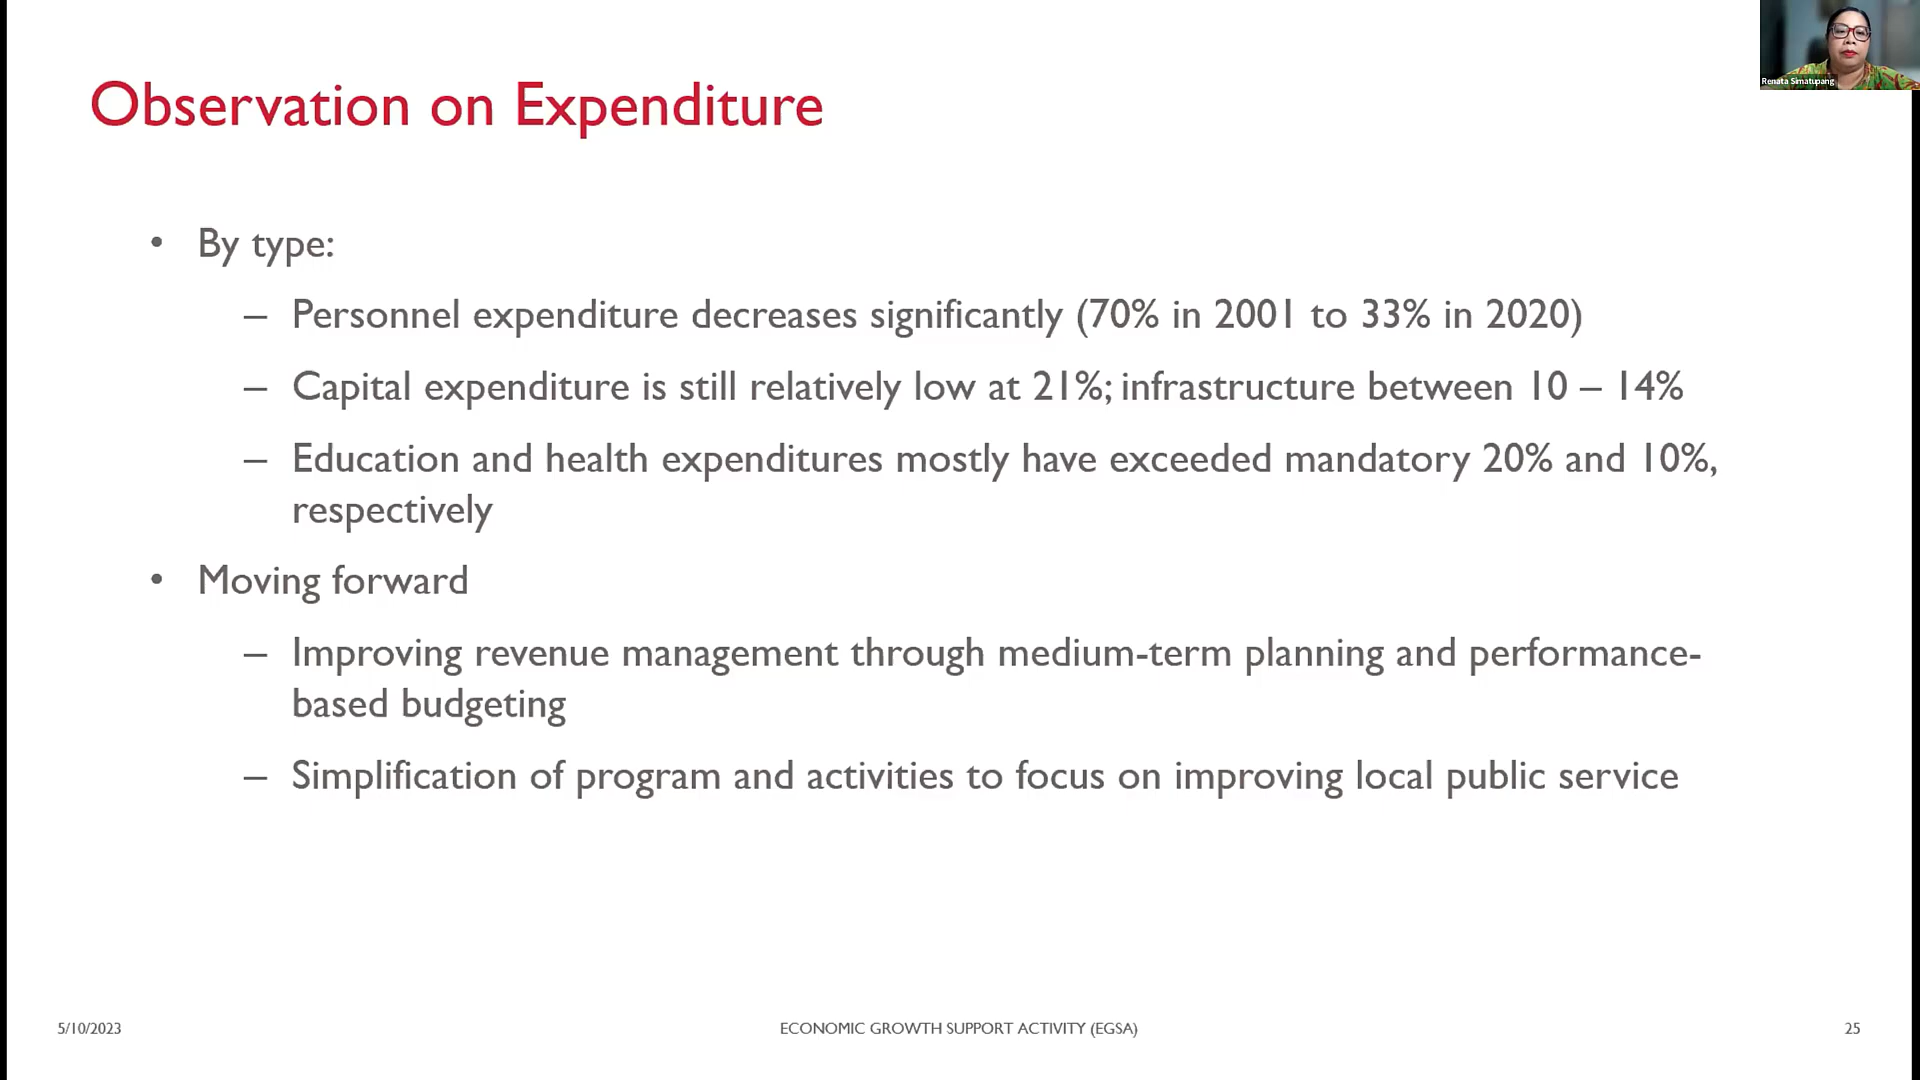 Renata Simatupang
Observation on Expenditure
• By type:
– Personnel expenditure decreases significantly (70% in 2001 to 33% in 2020)
– Capital expenditure is still relatively low at 21%; infrastructure between 10 – 14%
– Education and health expenditures mostly have exceeded mandatory 20% and 10%,
respectively
• Moving forward
– Improving revenue management through medium-term planning and performance-
based budgeting
– Simplification of program and activities to focus on improving local public service
5/10/2023
ECONOMIC GROWTH SUPPORT ACTIVITY (EGSA)
25